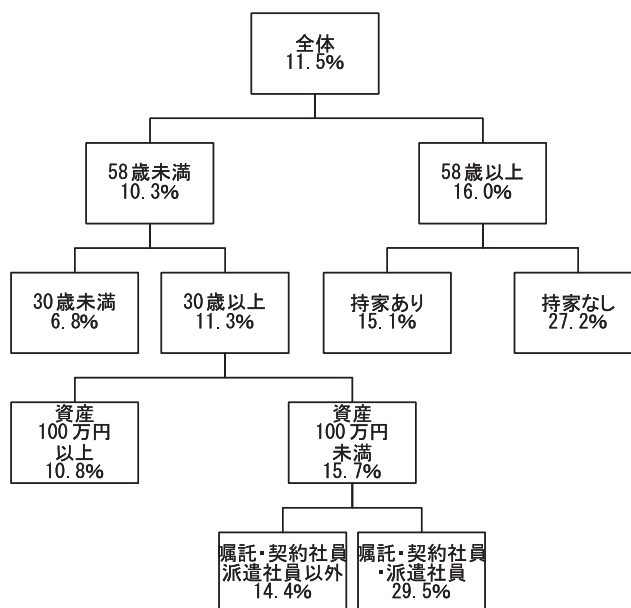 全体
11.5%
58歳未満
10.3%
58歳以上
16.0%
30歳未満
6.8%
30歳以上
11.3%
持家あり
15.1%
持家なし
27.2%
資産
100万円
以上
10.8%
資産
100万円
未満
15.7%
嘱託・契約社員
派遣社員以外
14.4%
嘱託・契約社員
・派遣社員
29.5%